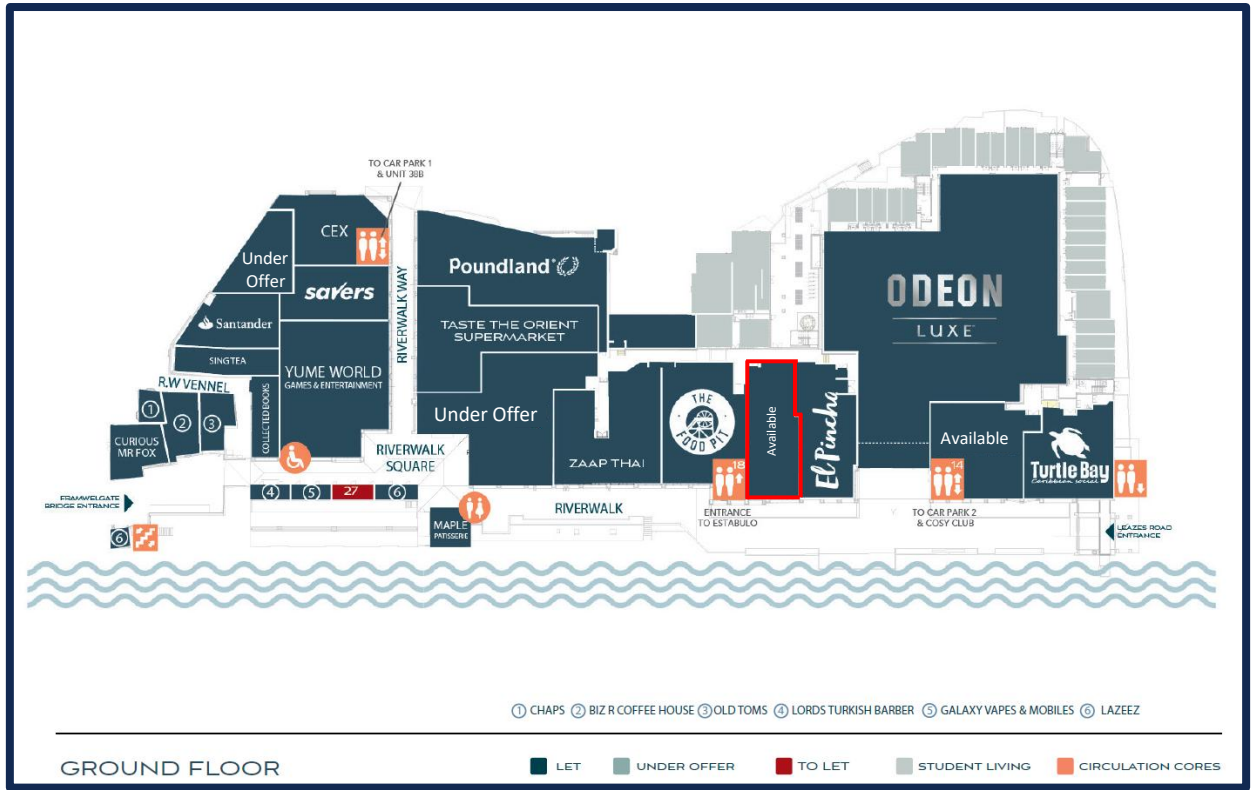 TO CAR PARK 1
& UNIT 38B
CEX
Under
Offer
savers
Santander
SINGTEA
R.W VENNEL
YUME WORLD
GAMES & ENTERTAINMENT
COLLECTED BOOKS
1
2
3
CURIOUS
MR FOX
FRAMWELGATE
BRIDGE ENTRANCE
6
4
5
27
6
RIVERWALK WAY
RIVERWALK
SQUARE
MAPLE
PATISSERIE
Poundland
TASTE THE ORIENT
SUPERMARKET
Under Offer
ZAAP THAI
RIVERWALK
THE
FOOD PIT
18
ENTRANCE
TO ESTABULO
Available
El Pincha
ODEON
LUXE
Available
14
TO CAR PARK 2
& COSY CLUB
Turtle Bay
Caribbean social
LEAZES ROAD
ENTRANCE
1 CHAPS 2 BIZ R COFFEE HOUSE 3 OLD TOMS 4 LORDS TURKISH BARBER 5 GALAXY VAPES & MOBILES 6 LAZEEZ
GROUND FLOOR
LET UNDER OFFER TO LET STUDENT LIVING CIRCULATION CORES